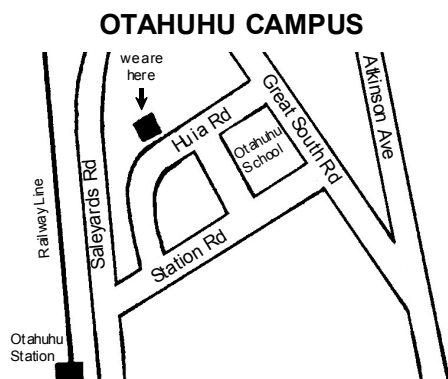 OTAHUHU CAMPUS
we are
here
Huia Rd
Great South Rd
Atkinson Ave
Otahuhu
School
Saleyards Rd
Railway Line
Station Rd
Otahuhu
Station